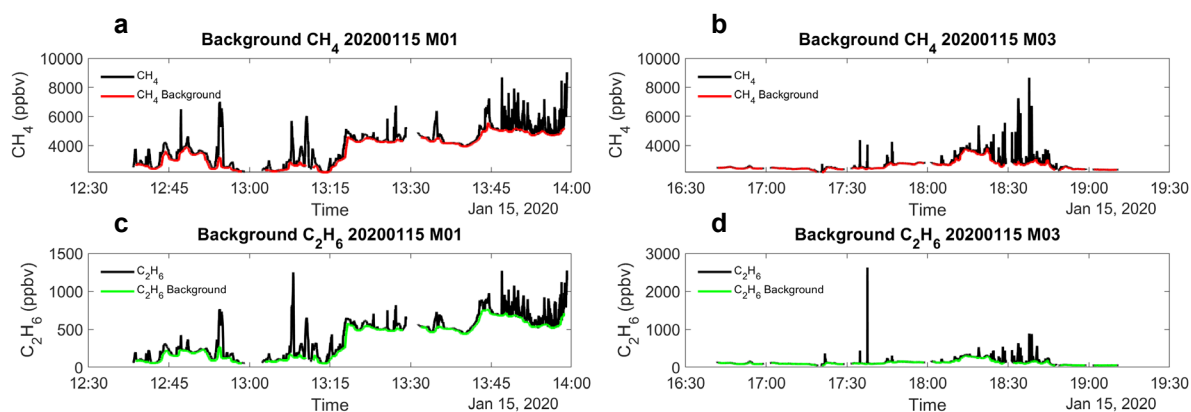 a
Background CH4 20200115 M01
CH4 (ppbv)
10000
8000
6000
4000
CH4
CH4 Background
12:30
12:45
13:00
13:15
13:30
13:45
14:00
Time
Jan 15, 2020
b
Background CH4 20200115 M03
CH4 (ppbv)
10000
8000
6000
4000
CH4
CH4 Background
16:30
17:00
17:30
18:00
18:30
19:00
19:30
Time
Jan 15, 2020
c
Background C2H6 20200115 M01
C2H6 (ppbv)
1500
1000
500
0
C2H6
C2H6 Background
12:30
12:45
13:00
13:15
13:30
13:45
14:00
Time
Jan 15, 2020
d
Background C2H6 20200115 M03
C2H6 (ppbv)
3000
2000
1000
0
C2H6
C2H6 Background
16:30
17:00
17:30
18:00
18:30
19:00
19:30
Time
Jan 15, 2020